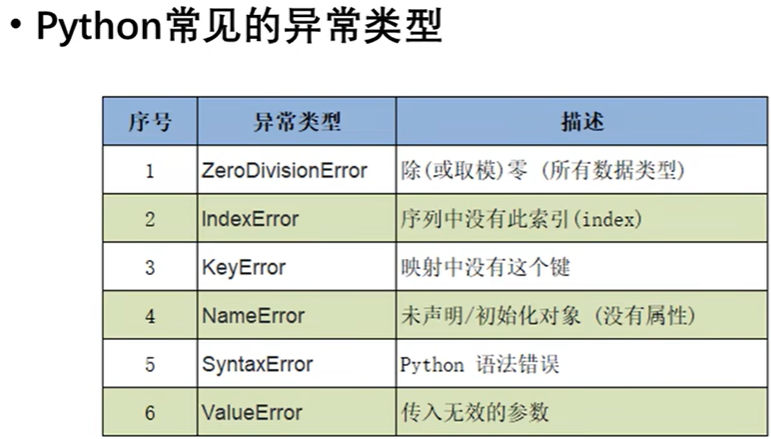 • Python常见的异常类型
序号 异常类型 描述
1 ZeroDivisionError 除(或取模)零 (所有数据类型)
2 IndexError 序列中没有此索引(index)
3 KeyError 映射中没有这个键
4 NameError 未声明/初始化对象 (没有属性)
5 SyntaxError Python 语法错误
6 ValueError 传入无效的参数